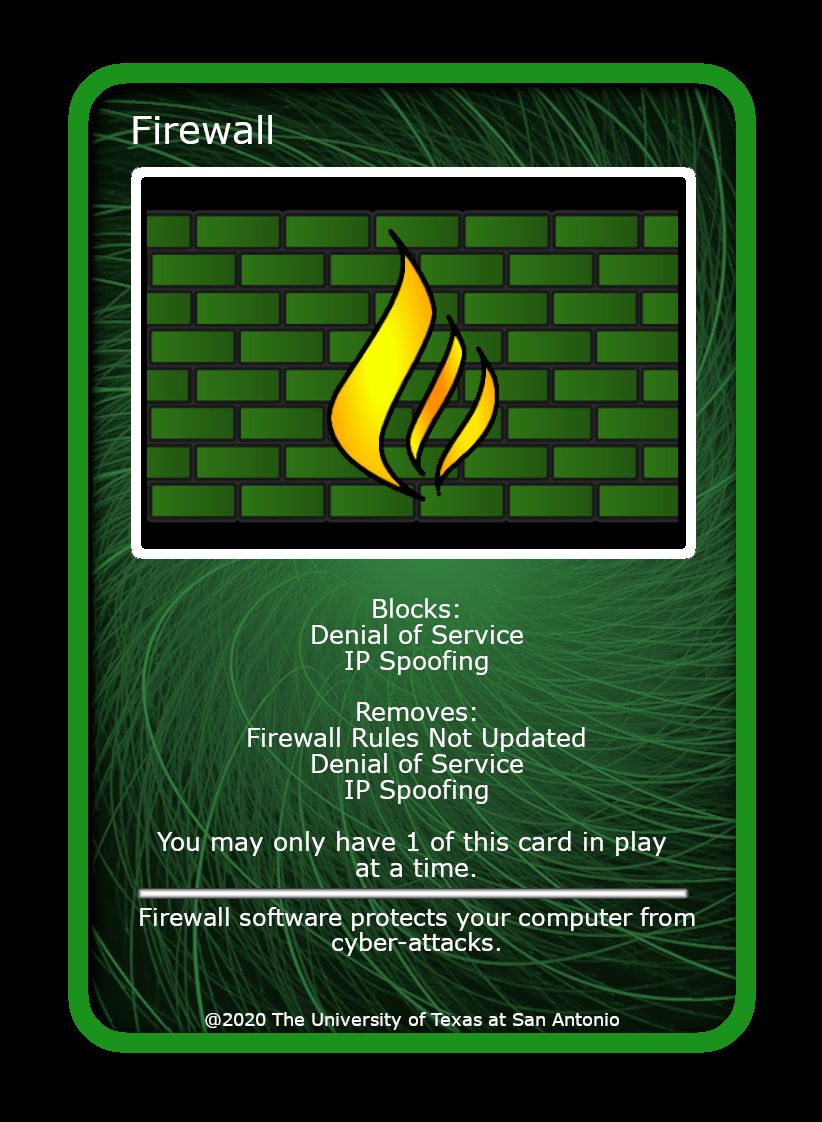 Firewall
Blocks:
Denial of Service
IP Spoofing
Removes:
Firewall Rules Not Updated
Denial of Service
IP Spoofing
You may only have 1 of this card in play
at a time.
Firewall software protects your computer from
cyber-attacks.
@2020 The University of Texas at San Antonio